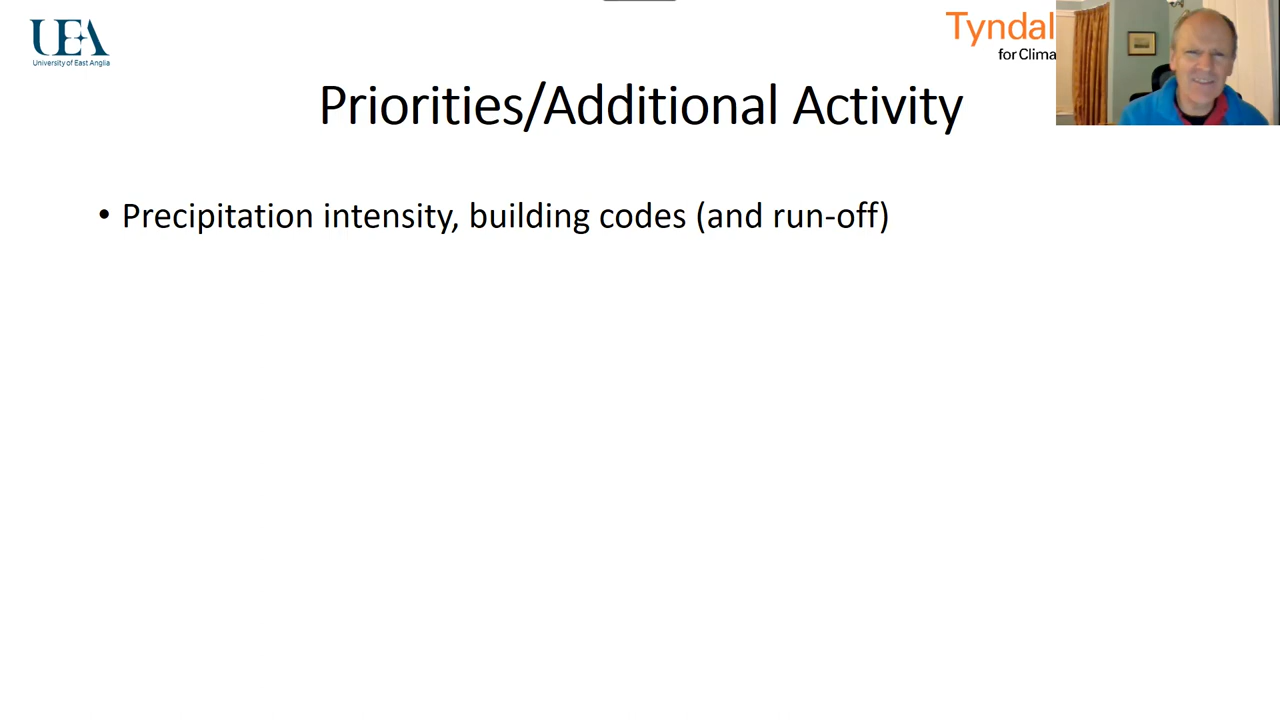 UEA
University of East Anglia
Tyndal
for Clima
Priorities/Additional Activity
• Precipitation intensity, building codes (and run-off)